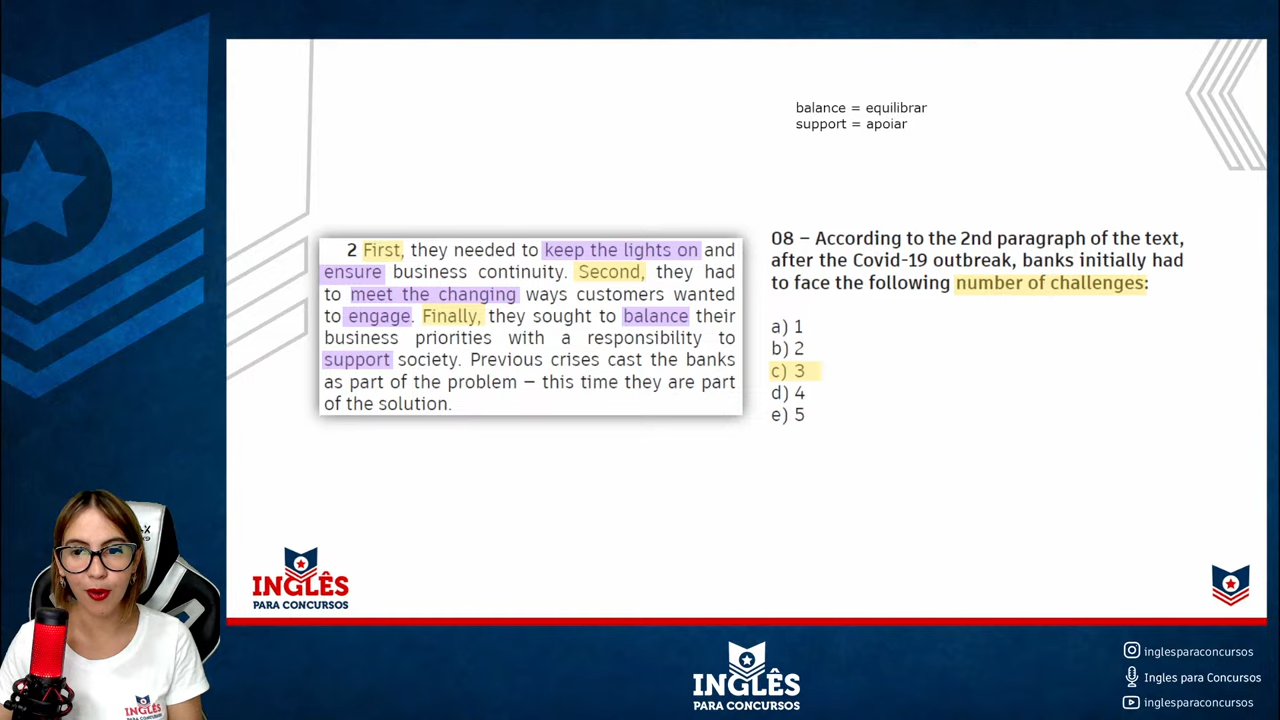 balance = equilibrar
support = apoiar
2 First, they needed to keep the lights on and
ensure business continuity. Second, they had
to meet the changing ways customers wanted
to engage. Finally, they sought to balance their
business priorities with a responsibility to
support society. Previous crises cast the banks
as part of the problem – this time they are part
of the solution.
08 – According to the 2nd paragraph of the text,
after the Covid-19 outbreak, banks initially had
to face the following number of challenges:
a) 1
b) 2
c) 3
d) 4
e) 5
INGLÊS
PARA CONCURSOS
INGLÊS
PARA CONCURSOS
inglesparaconcursos
Ingles para Concursos
inglesparaconcursos